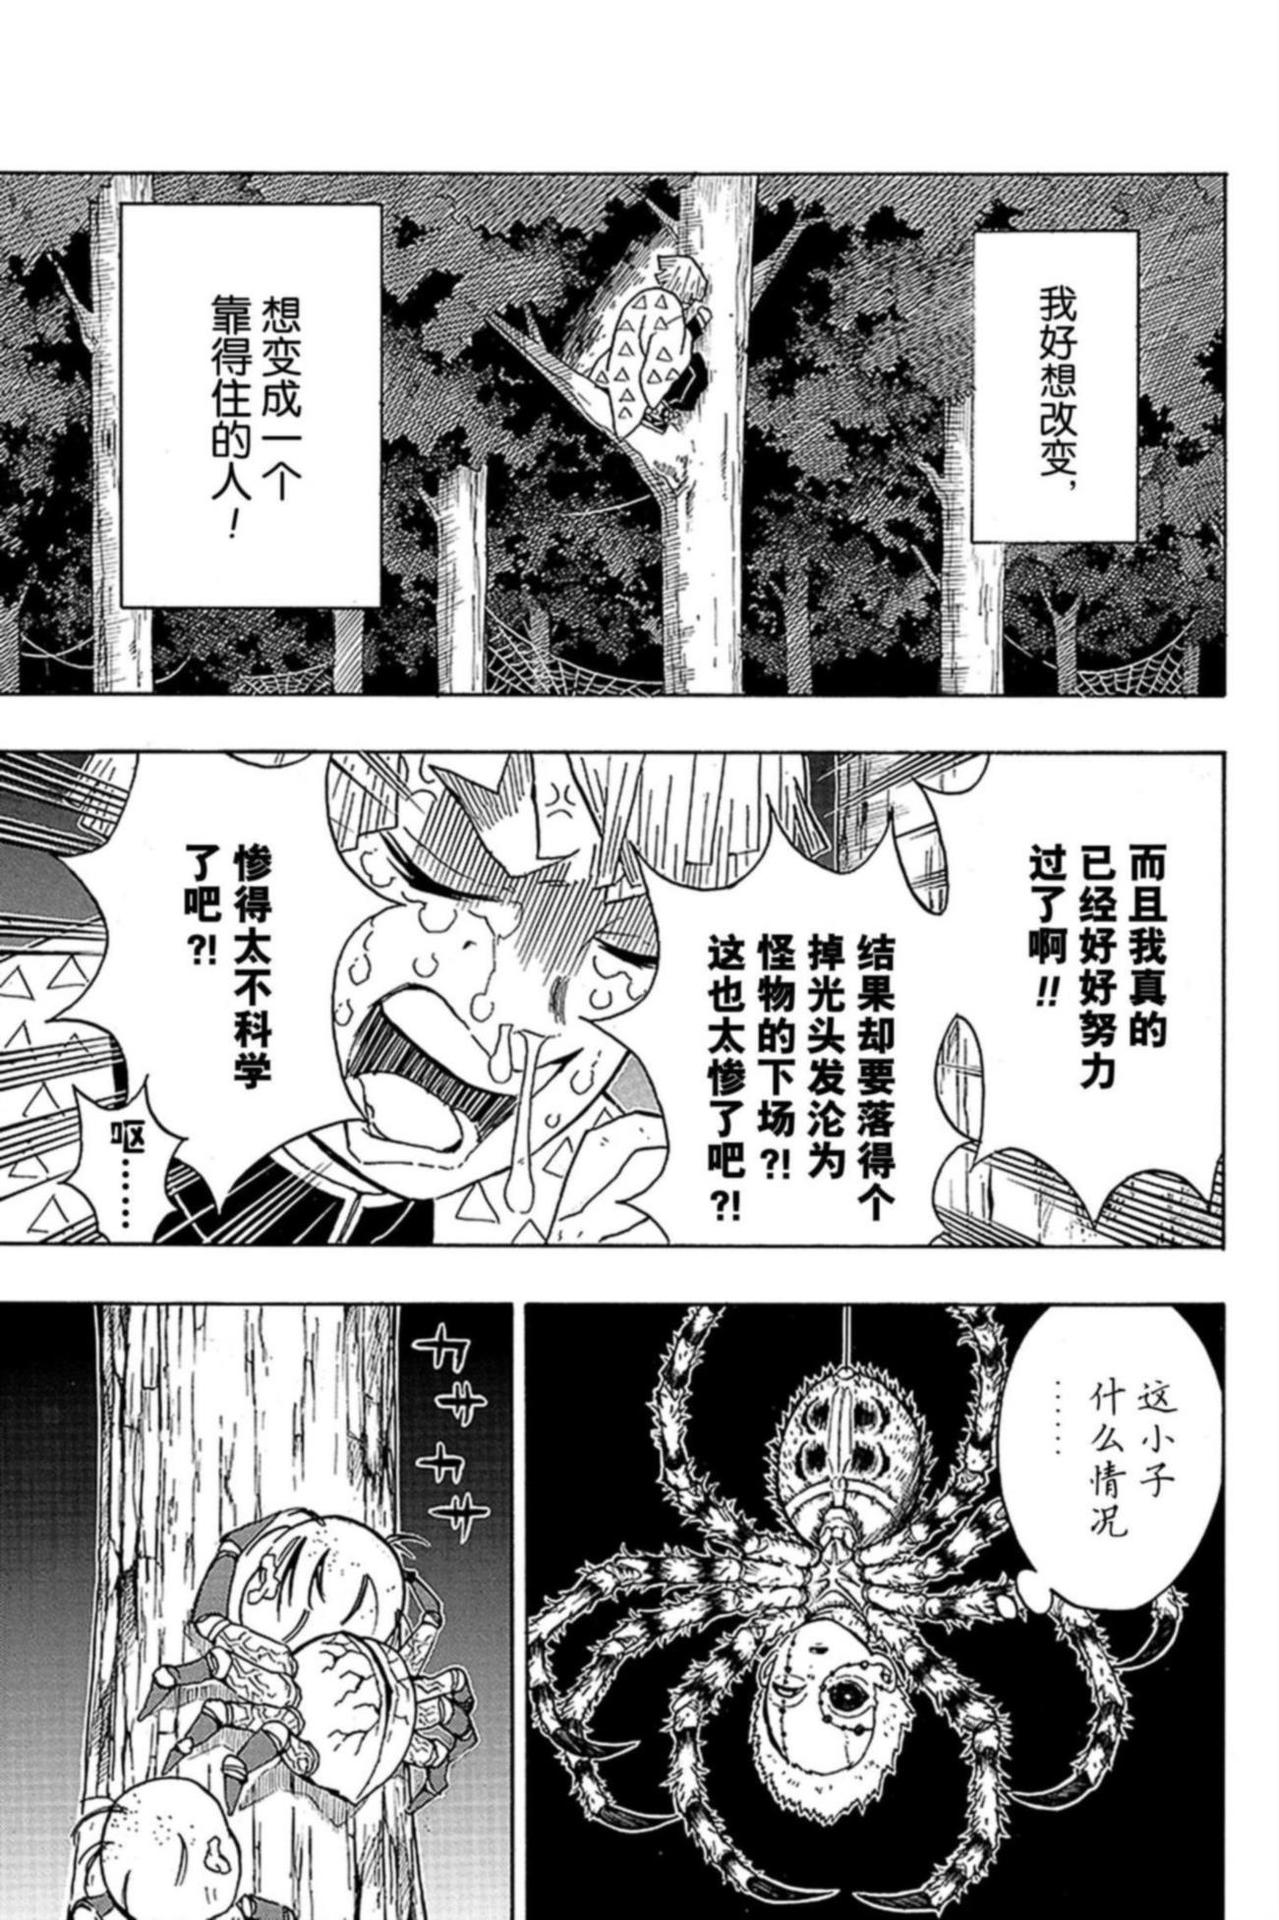 我好想改变，
想变成一个
靠得住的人！
而且我真的
已经好好努力
过了啊!!
结果却要落得个
掉光头发沦为
怪物的下场?!
这也太惨了吧?!
惨得太不科学
了吧?!
呕……
这小子
什么情况
……
カサカサ